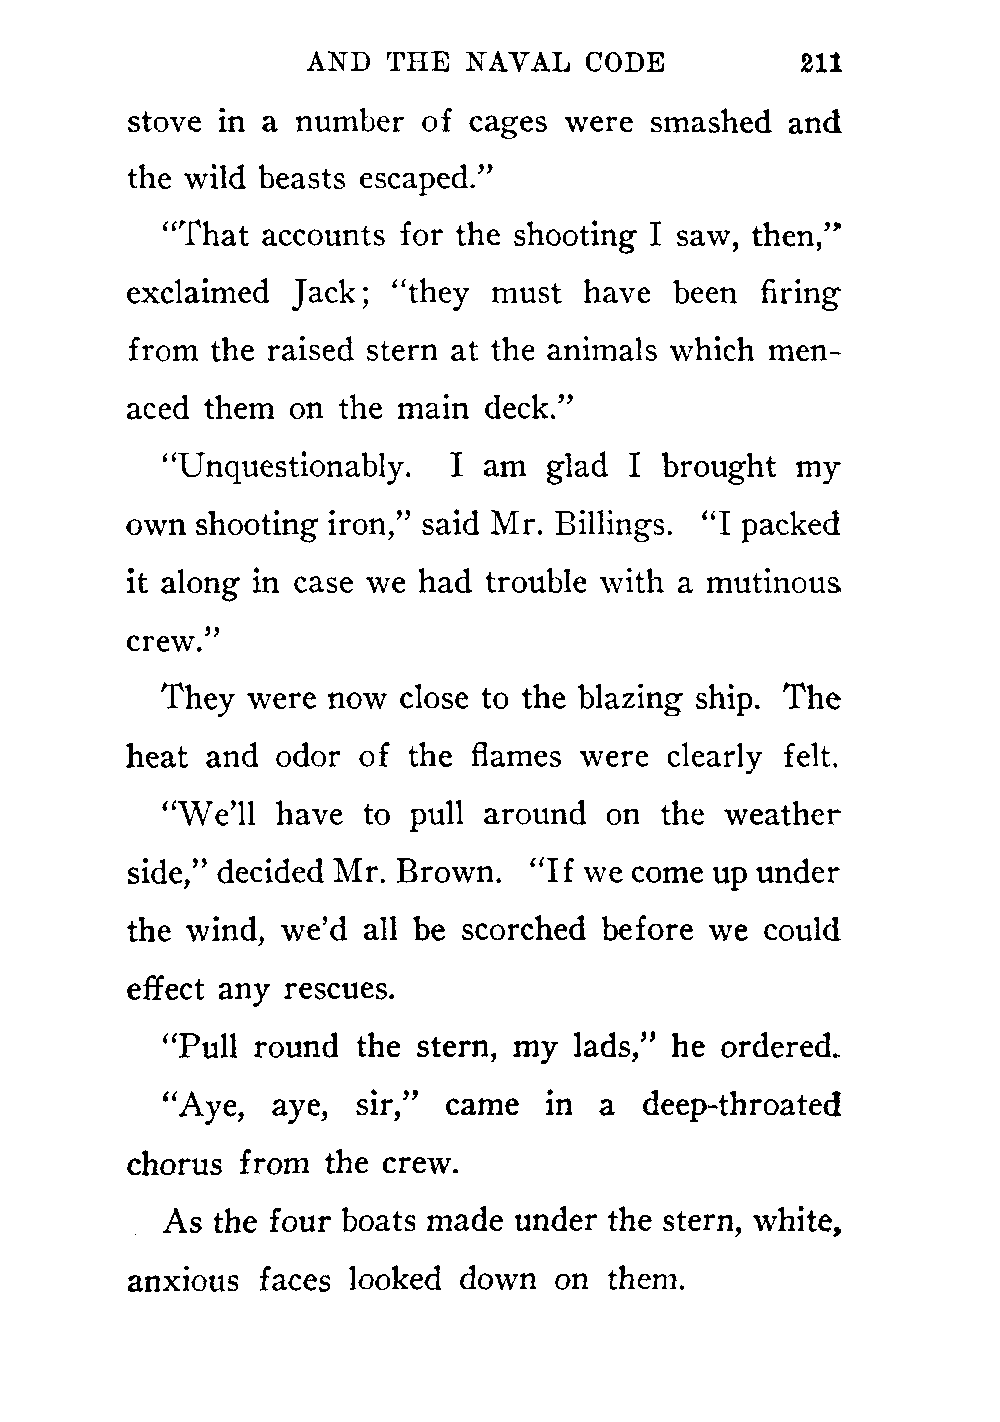 AND THE NAVAL CODE 211
stove in a number of cages were smashed and
the wild beasts escaped.”
“That accounts for the shooting I saw, then,”
exclaimed Jack; “they must have been firing
from the raised stern at the animals which men-
aced them on the main deck.”
“Unquestionably. I am glad I brought my
own shooting iron,” said Mr. Billings. “I packed
it along in case we had trouble with a mutinous
crew.”
They were now close to the blazing ship. The
heat and odor of the flames were clearly felt.
“We’ll have to pull around on the weather
side,” decided Mr. Brown. “If we come up under
the wind, we’d all be scorched before we could
effect any rescues.
“Pull round the stern, my lads,” he ordered.
“Aye, aye, sir,” came in a deep-throated
chorus from the crew.
As the four boats made under the stern, white,
anxious faces looked down on them.